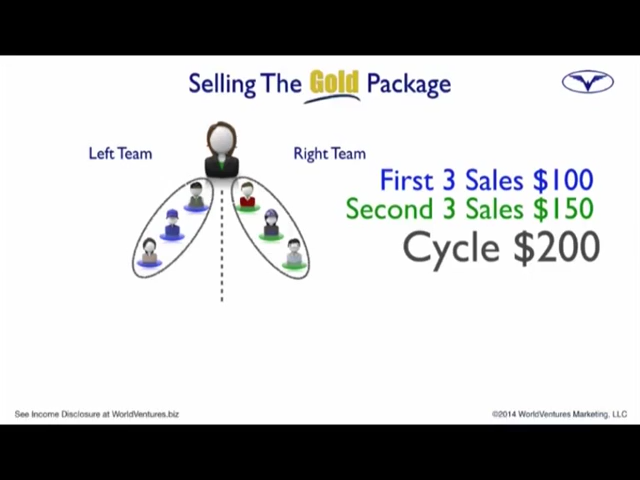 Selling The Gold Package
Left Team
Right Team
First 3 Sales $100
Second 3 Sales $150
Cycle $200
See Income Disclosure at WorldVentures.biz
©2014 WorldVentures Marketing, LLC